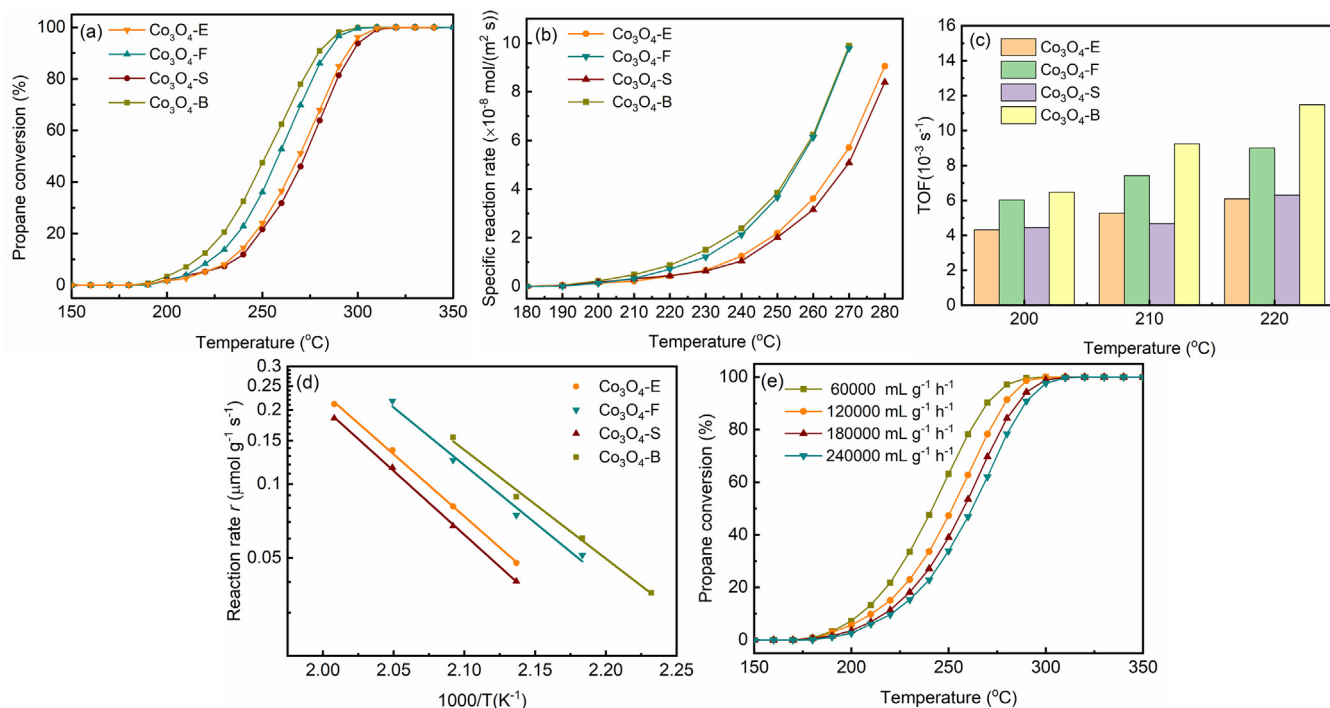 (a)
Co₃O₄-E
Co₃O₄-F
Co₃O₄-S
Co₃O₄-B
Propane conversion (%)
100
80
60
40
20
0
150 200 250 300 350
Temperature (°C)
(b)
Co₃O₄-E
Co₃O₄-F
Co₃O₄-S
Co₃O₄-B
Specific reaction rate (×10⁻⁸ mol/(m² s))
10
8
6
4
2
0
180 190 200 210 220 230 240 250 260 270 280
Temperature (°C)
(c)
Co₃O₄-E
Co₃O₄-F
Co₃O₄-S
Co₃O₄-B
TOF(10⁻³ s⁻¹)
16
14
12
10
8
6
4
2
0
200 210 220
Temperature (°C)
(d)
Co₃O₄-E
Co₃O₄-F
Co₃O₄-S
Co₃O₄-B
Reaction rate r (μmol g⁻¹ s⁻¹)
0.3
0.25
0.2
0.15
0.1
0.05
2.00 2.05 2.10 2.15 2.20 2.25
1000/T(K⁻¹)
(e)
60000 mL g⁻¹ h⁻¹
120000 mL g⁻¹ h⁻¹
180000 mL g⁻¹ h⁻¹
240000 mL g⁻¹ h⁻¹
Propane conversion (%)
100
80
60
40
20
0
150 200 250 300 350
Temperature (°C)